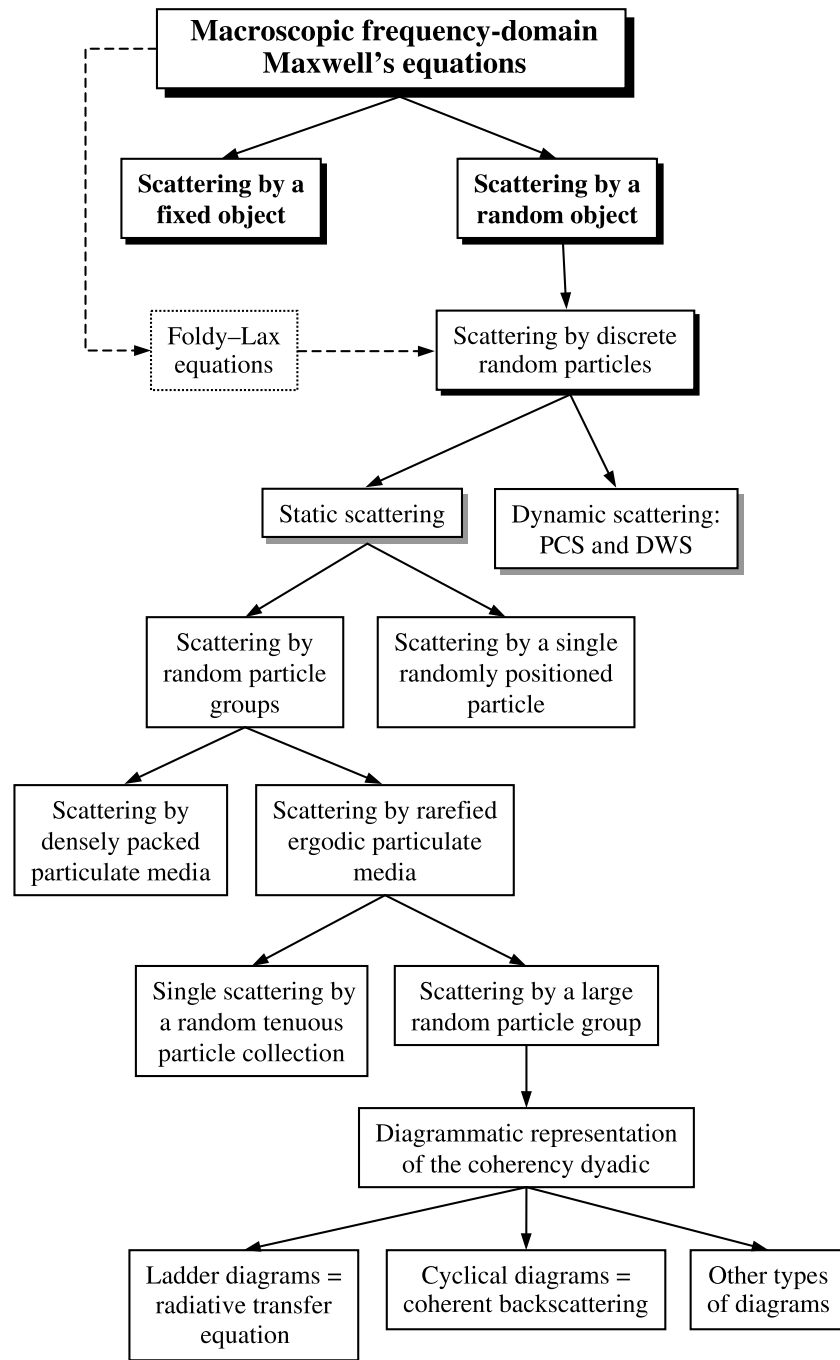 Macroscopic frequency-domain
Maxwell’s equations
Scattering by a
fixed object
Scattering by a
random object
Foldy–Lax
equations
Scattering by discrete
random particles
Static scattering
Dynamic scattering:
PCS and DWS
Scattering by
random particle
groups
Scattering by a single
randomly positioned
particle
Scattering by
densely packed
particulate media
Scattering by rarefied
ergodic particulate
media
Single scattering by
a random tenuous
particle collection
Scattering by a large
random particle group
Diagrammatic representation
of the coherency dyadic
Ladder diagrams =
radiative transfer
equation
Cyclical diagrams =
coherent backscattering
Other types
of diagrams